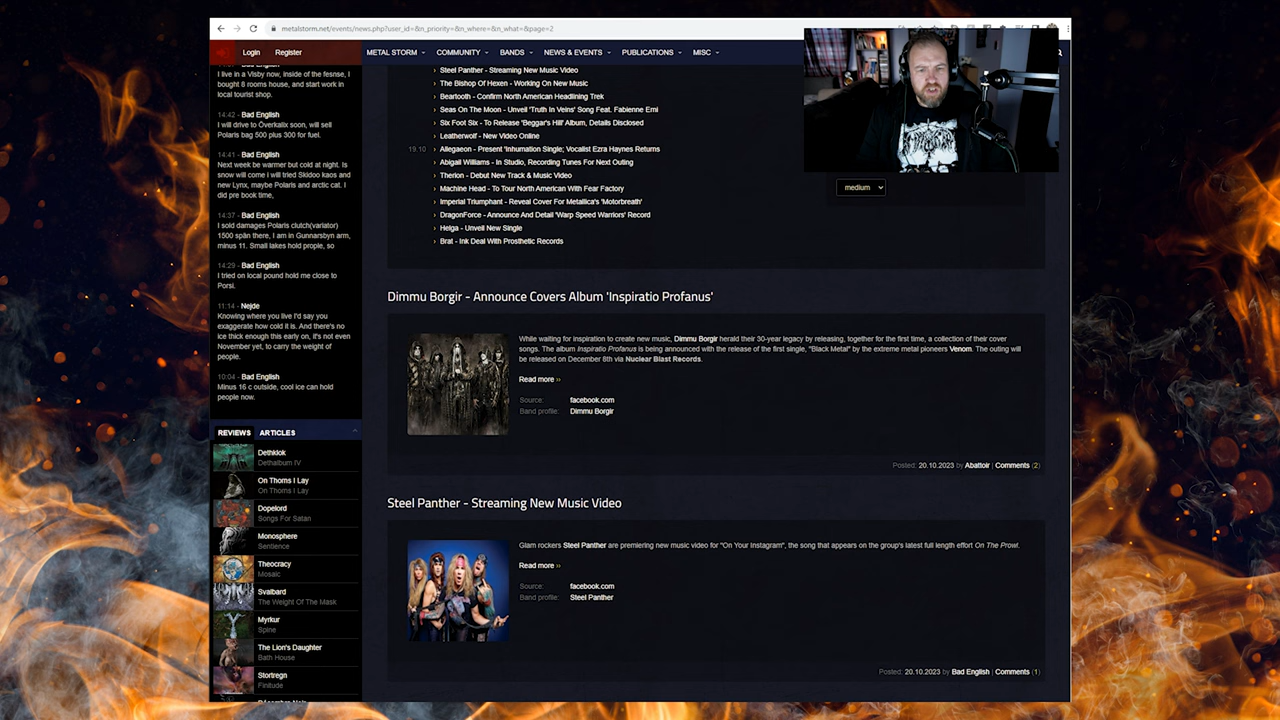 metalstorm.net/events/news.php?user_id=&n_priority=&n_where=&n_what=&page=2
Login
Register
METAL STORM
COMMUNITY
BANDS
NEWS & EVENTS
PUBLICATIONS
MISC
Bad English
I live in a Visby now, inside of the fesnse, I
bought 8 rooms house, and start work in
local tourist shop.
14:42 - Bad English
I will drive to Överkalix soon, will sell
Polaris bag 500 plus 300 for fuel.
14:41 - Bad English
Next week be warmer but cold at night. Is
snow will come i will tried Skidoo kaos and
new Lynx, maybe Polaris and arctic cat. I
did pre book time,
14:37 - Bad English
I sold damages Polaris clutch(variator)
1500 spän there, I am in Gunnarsbyn arm,
minus 11. Small lakes hold prople, so
14:29 - Bad English
I tried on local pound hold me close to
Porsi.
11:14 - Nejde
Knowing where you live I'd say you
exaggerate how cold it is. And there's no
ice thick enough this early on, it's not even
November yet, to carry the weight of
people.
10:04 - Bad English
Minus 16 c outside, cool ice can hold
people now.
REVIEWS
ARTICLES
Dethklok
Dethalbum IV
On Thorns I Lay
On Thorns I Lay
Dopelord
Songs For Satan
Monosphere
Sentience
Theocracy
Mosaic
Svalbard
The Weight Of The Mask
Myrkur
Spine
The Lion's Daughter
Bath House
Stortregn
Finitude
› Steel Panther - Streaming New Music Video
› The Bishop Of Hexen - Working On New Music
› Beartooth - Confirm North American Headlining Trek
› Seas On The Moon - Unveil 'Truth In Veins' Song Feat. Fabienne Erni
› Six Foot Six - To Release 'Beggar's Hill' Album, Details Disclosed
› Leatherwolf - New Video Online
19.10 › Allegaeon - Present 'Inhumation Single; Vocalist Ezra Haynes Returns
› Abigail Williams - In Studio, Recording Tunes For Next Outing
› Therion - Debut New Track & Music Video
› Machine Head - To Tour North American With Fear Factory
› Imperial Triumphant - Reveal Cover For Metallica's 'Motorbreath'
› DragonForce - Announce And Detail 'Warp Speed Warriors' Record
› Helga - Unveil New Single
› Brat - Ink Deal With Prosthetic Records
medium
Dimmu Borgir - Announce Covers Album 'Inspiratio Profanus'
While waiting for inspiration to create new music, Dimmu Borgir herald their 30-year legacy by releasing, together for the first time, a collection of their cover
songs. The album Inspiratio Profanus is being announced with the release of the first single, "Black Metal" by the extreme metal pioneers Venom. The outing will
be released on December 8th via Nuclear Blast Records.
Read more ››
Source: facebook.com
Band profile: Dimmu Borgir
Posted: 20.10.2023 by Abattoir | Comments (2)
Steel Panther - Streaming New Music Video
Glam rockers Steel Panther are premiering new music video for "On Your Instagram", the song that appears on the group's latest full length effort On The Prowl.
Read more ››
Source: facebook.com
Band profile: Steel Panther
Posted: 20.10.2023 by Bad English | Comments (1)